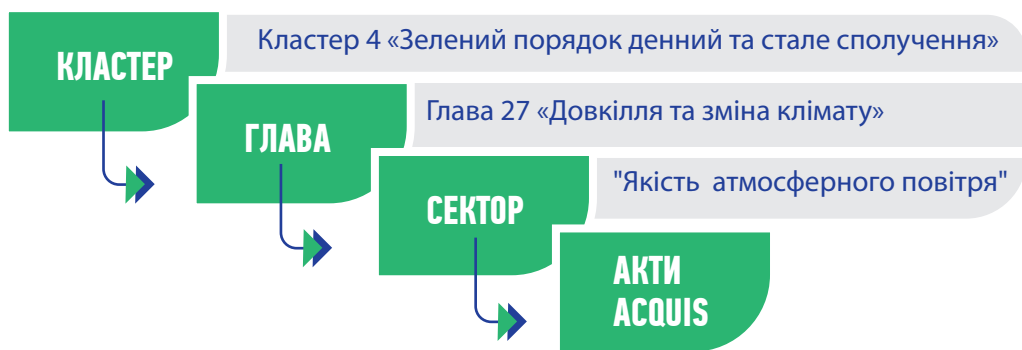 КЛАСТЕР
Кластер 4 «Зелений порядок денний та стале сполучення»
ГЛАВА
Глава 27 «Довкілля та зміна клімату»
СЕКТОР
"Якість атмосферного повітря"
АКТИ
ACQUIS